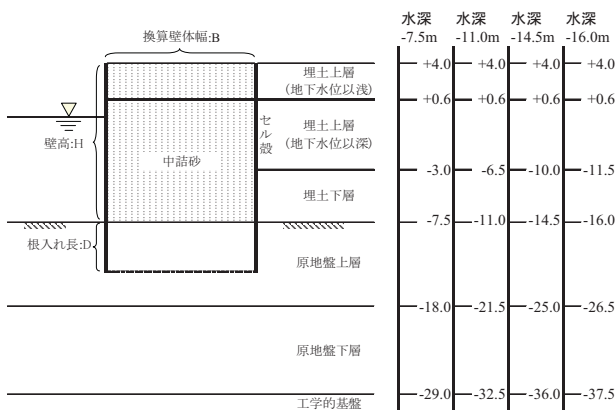 換算壁体幅:B
水深 水深 水深 水深
-7.5m -11.0m -14.5m -16.0m
埋土上層
(地下水位以浅)
+4.0 +4.0 +4.0 +4.0
+0.6 +0.6 +0.6 +0.6
壁高:H
中詰砂
セル殻
埋土上層
(地下水位以深)
-3.0 -6.5 -10.0 -11.5
埋土下層
-7.5 -11.0 -14.5 -16.0
根入れ長:D
原地盤上層
-18.0 -21.5 -25.0 -26.5
原地盤下層
-29.0 -32.5 -36.0 -37.5
工学的基盤